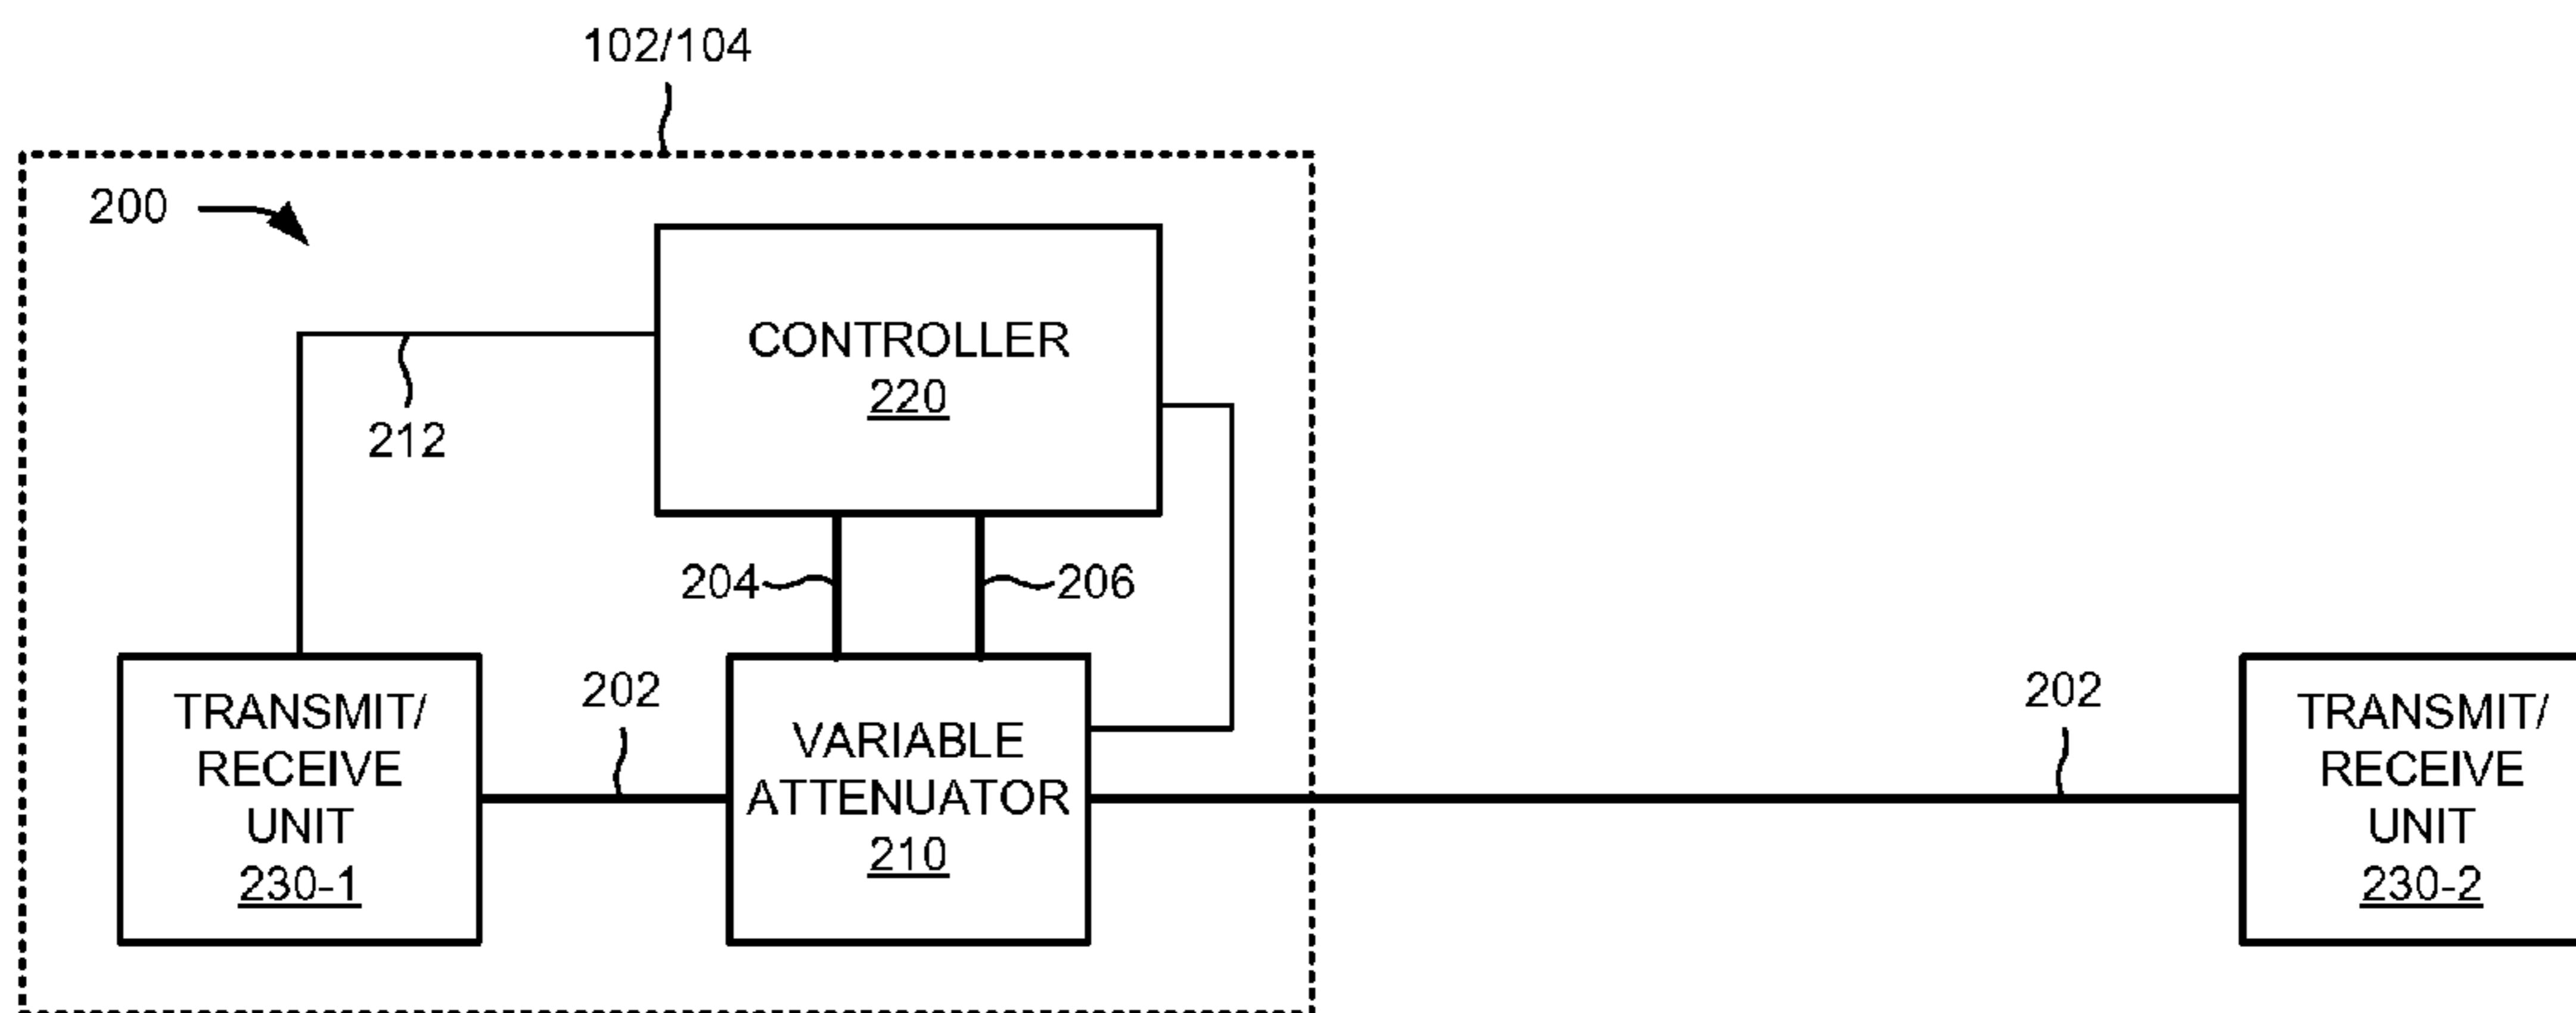 102/104
200
CONTROLLER
220
212
204
206
TRANSMIT/
RECEIVE
UNIT
230-1
202
VARIABLE
ATTENUATOR
210
202
TRANSMIT/
RECEIVE
UNIT
230-2